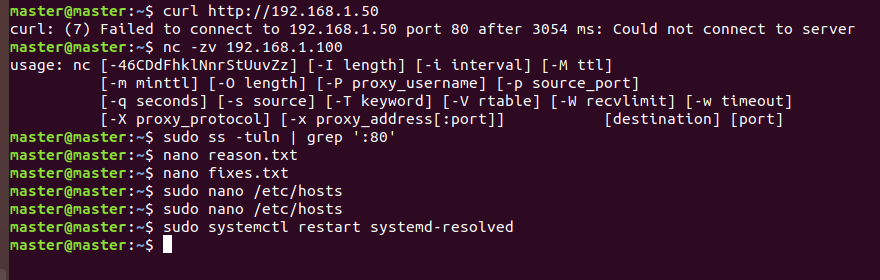 master@master:~$ curl http://192.168.1.50
curl: (7) Failed to connect to 192.168.1.50 port 80 after 3054 ms: Could not connect to server
master@master:~$ nc -zv 192.168.1.100
usage: nc [-46CDdFhklNnrStUuvZz] [-I length] [-i interval] [-M ttl]
          [-m minttl] [-O length] [-P proxy_username] [-p source_port]
          [-q seconds] [-s source] [-T keyword] [-V rtable] [-W recvlimit] [-w timeout]
          [-X proxy_protocol] [-x proxy_address[:port]]           [destination] [port]
master@master:~$ sudo ss -tuln | grep ':80'
master@master:~$ nano reason.txt
master@master:~$ nano fixes.txt
master@master:~$ sudo nano /etc/hosts
master@master:~$ sudo nano /etc/hosts
master@master:~$ sudo systemctl restart systemd-resolved
master@master:~$